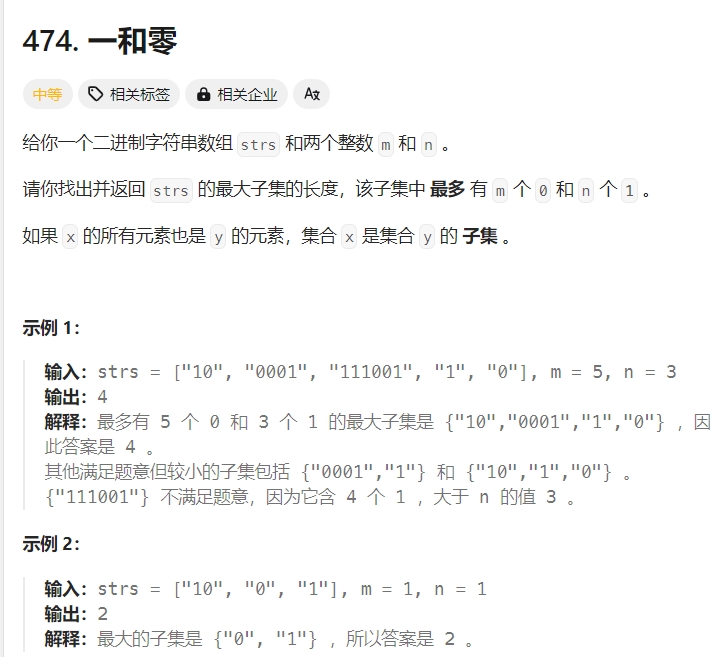 474. 一和零
中等 相关标签 相关企业 Aあ
给你一个二进制字符串数组 strs 和两个整数 m 和 n 。
请你找出并返回 strs 的最大子集的长度，该子集中 最多 有 m 个 0 和 n 个 1 。
如果 x 的所有元素也是 y 的元素，集合 x 是集合 y 的 子集 。
示例 1：
输入：strs = ["10", "0001", "111001", "1", "0"], m = 5, n = 3
输出：4
解释：最多有 5 个 0 和 3 个 1 的最大子集是 {"10","0001","1","0"} ，因
此答案是 4 。
其他满足题意但较小的子集包括 {"0001","1"} 和 {"10","1","0"} 。
{"111001"} 不满足题意，因为它含 4 个 1 ，大于 n 的值 3 。
示例 2：
输入：strs = ["10", "0", "1"], m = 1, n = 1
输出：2
解释：最大的子集是 {"0", "1"} ，所以答案是 2 。